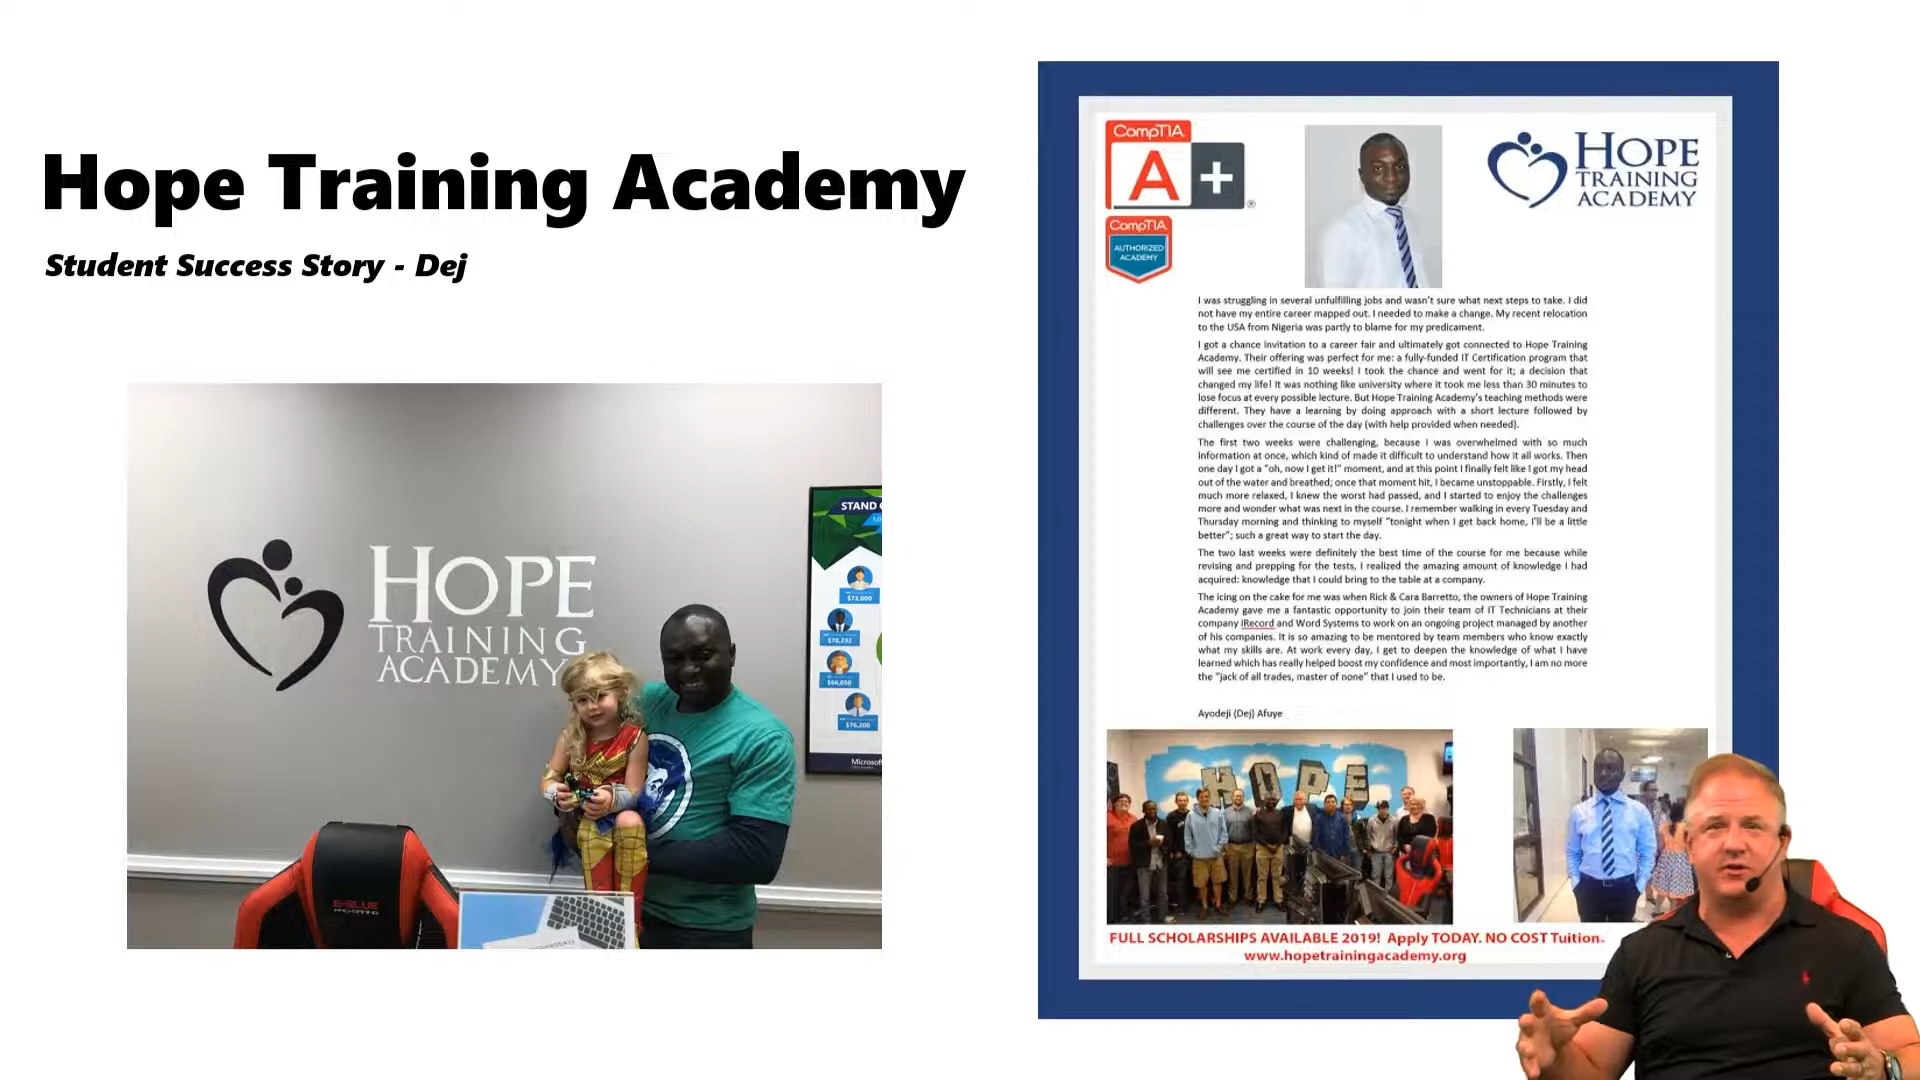 Hope Training Academy
Student Success Story - Dej
HOPE
TRAINING
ACADEMY
STAND
$73,000
$78,232
$66,050
$76,200
Microsof
E-BLUE
CompTIA
A+
®
CompTIA
AUTHORIZED
ACADEMY
HOPE
TRAINING
ACADEMY
I was struggling in several unfulfilling jobs and wasn't sure what next steps to take. I did
not have my entire career mapped out. I needed to make a change. My recent relocation
to the USA from Nigeria was partly to blame for my predicament.
I got a chance invitation to a career fair and ultimately got connected to Hope Training
Academy. Their offering was perfect for me: a fully-funded IT Certification program that
will see me certified in 10 weeks! I took the chance and went for it; a decision that
changed my life! It was nothing like university where it took me less than 30 minutes to
lose focus at every possible lecture. But Hope Training Academy's teaching methods were
different. They have a learning by doing approach with a short lecture followed by
challenges over the course of the day (with help provided when needed).
The first two weeks were challenging, because I was overwhelmed with so much
information at once, which kind of made it difficult to understand how it all works. Then
one day I got a "oh, now I get it!" moment, and at this point I finally felt like I got my head
out of the water and breathed; once that moment hit, I became unstoppable. Firstly, I felt
much more relaxed, I knew the worst had passed, and I started to enjoy the challenges
more and wonder what was next in the course. I remember walking in every Tuesday and
Thursday morning and thinking to myself "tonight when I get back home, I'll be a little
better"; such a great way to start the day.
The two last weeks were definitely the best time of the course for me because while
revising and prepping for the tests, I realized the amazing amount of knowledge I had
acquired: knowledge that I could bring to the table at a company.
The icing on the cake for me was when Rick & Cara Barretto, the owners of Hope Training
Academy gave me a fantastic opportunity to join their team of IT Technicians at their
company iRecord and Word Systems to work on an ongoing project managed by another
of his companies. It is so amazing to be mentored by team members who know exactly
what my skills are. At work every day, I get to deepen the knowledge of what I have
learned which has really helped boost my confidence and most importantly, I am no more
the "jack of all trades, master of none" that I used to be.
Ayodeji (Dej) Afuye
HOPE
FULL SCHOLARSHIPS AVAILABLE 2019! Apply TODAY. NO COST Tuition.
www.hopetrainingacademy.org